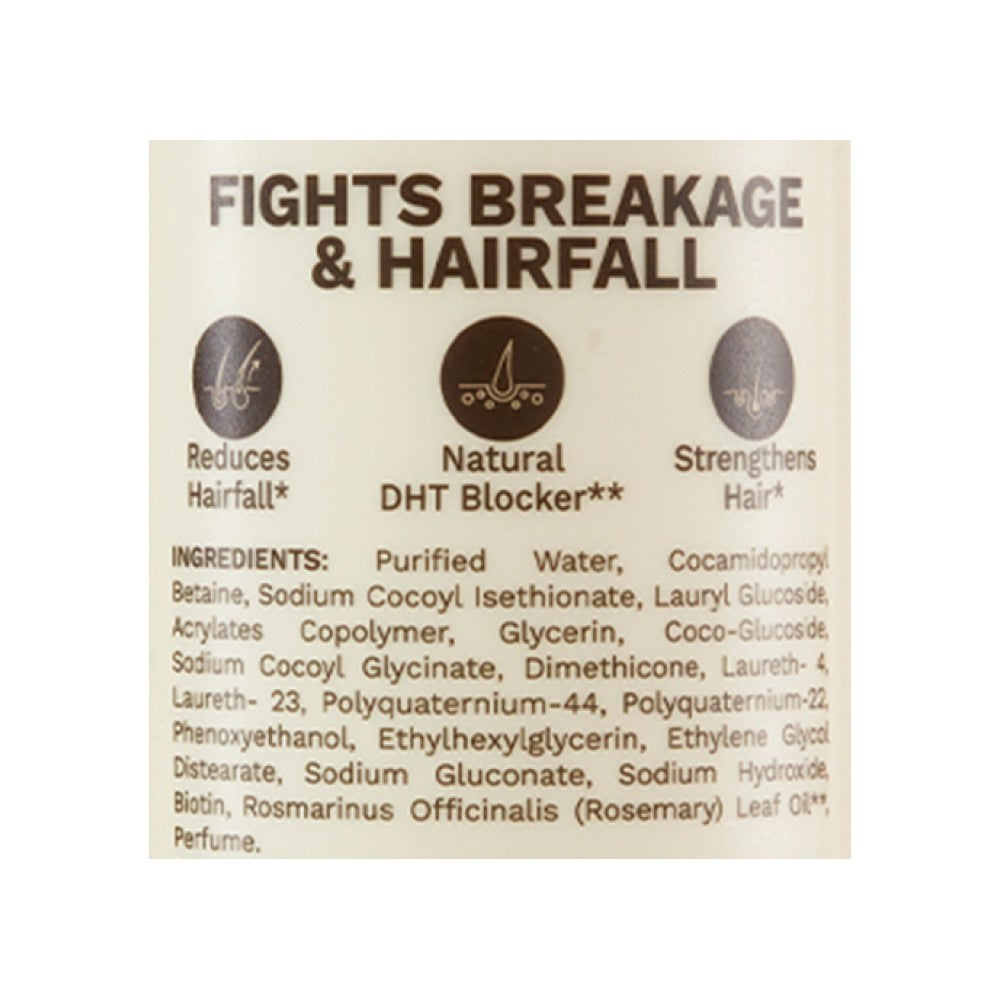 FIGHTS BREAKAGE
& HAIRFALL
Reduces
Hairfall*
Natural
DHT Blocker**
Strengthens
Hair*
INGREDIENTS: Purified Water, Cocamidopropyl
Betaine, Sodium Cocoyl Isethionate, Lauryl Glucoside,
Acrylates Copolymer, Glycerin, Coco-Glucoside,
Sodium Cocoyl Glycinate, Dimethicone, Laureth- 4,
Laureth- 23, Polyquaternium-44, Polyquaternium-22,
Phenoxyethanol, Ethylhexylglycerin, Ethylene Glycol
Distearate, Sodium Gluconate, Sodium Hydroxide,
Biotin, Rosmarinus Officinalis (Rosemary) Leaf Oil**,
Perfume.